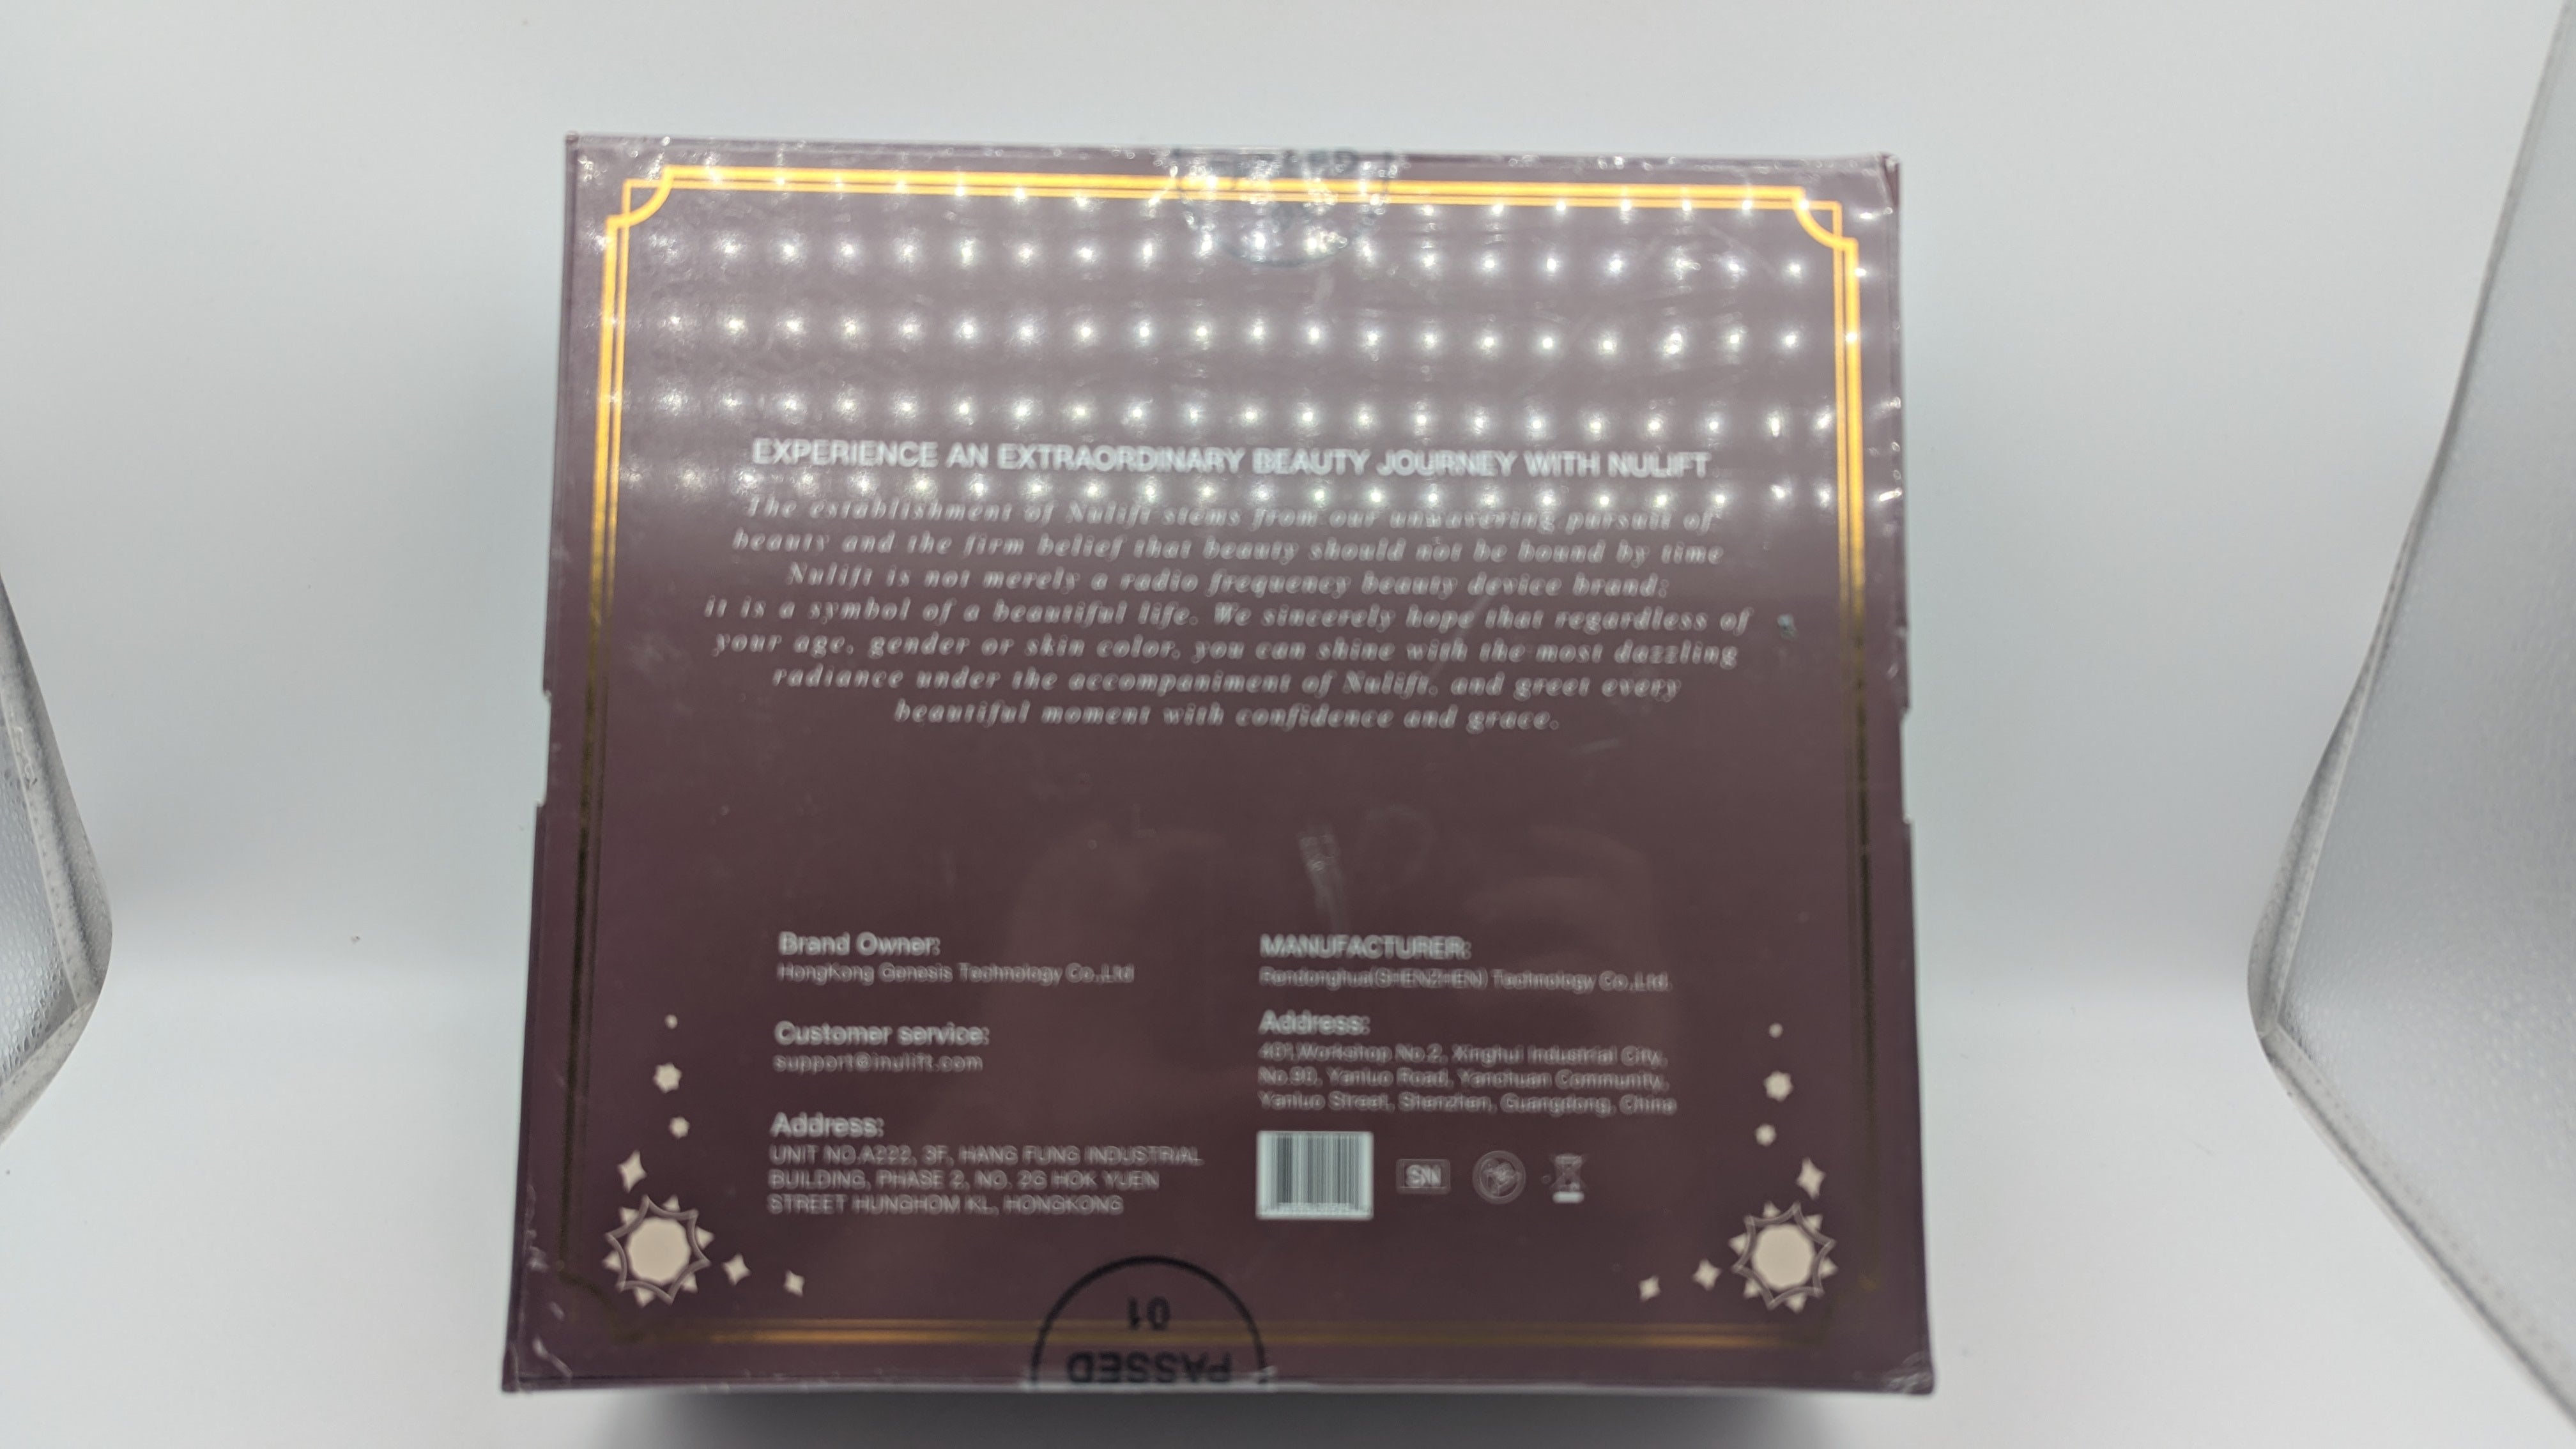 EXPERIENCE AN EXTRAORDINARY BEAUTY JOURNEY WITH NULIFT
The establishment of Nulift stems from our unwavering pursuit of
beauty and the firm belief that beauty should not be bound by time
Nulift is not merely a radio frequency beauty device brand;
it is a symbol of a beautiful life. We sincerely hope that regardless of
your age, gender or skin color, you can shine with the most dazzling
radiance under the accompaniment of Nulift, and greet every
beautiful moment with confidence and grace.
Brand Owner:
HongKong Genesis Technology Co.,Ltd
Customer service:
support@inulift.com
Address:
UNIT NO.A222, 3F, HANG FUNG INDUSTRIAL
BUILDING, PHASE 2, NO. 2G HOK YUEN
STREET HUNGHOM KL, HONGKONG
MANUFACTURER:
(SHENZHEN) Technology Co.,Ltd.
Address:
401,Workshop No.2, Xinghui Industrial City,
No.90, Yanluo Road, Yanchuan Community,
Yanluo Street, Shenzhen, Guangdong, China
SN
01
PASSED